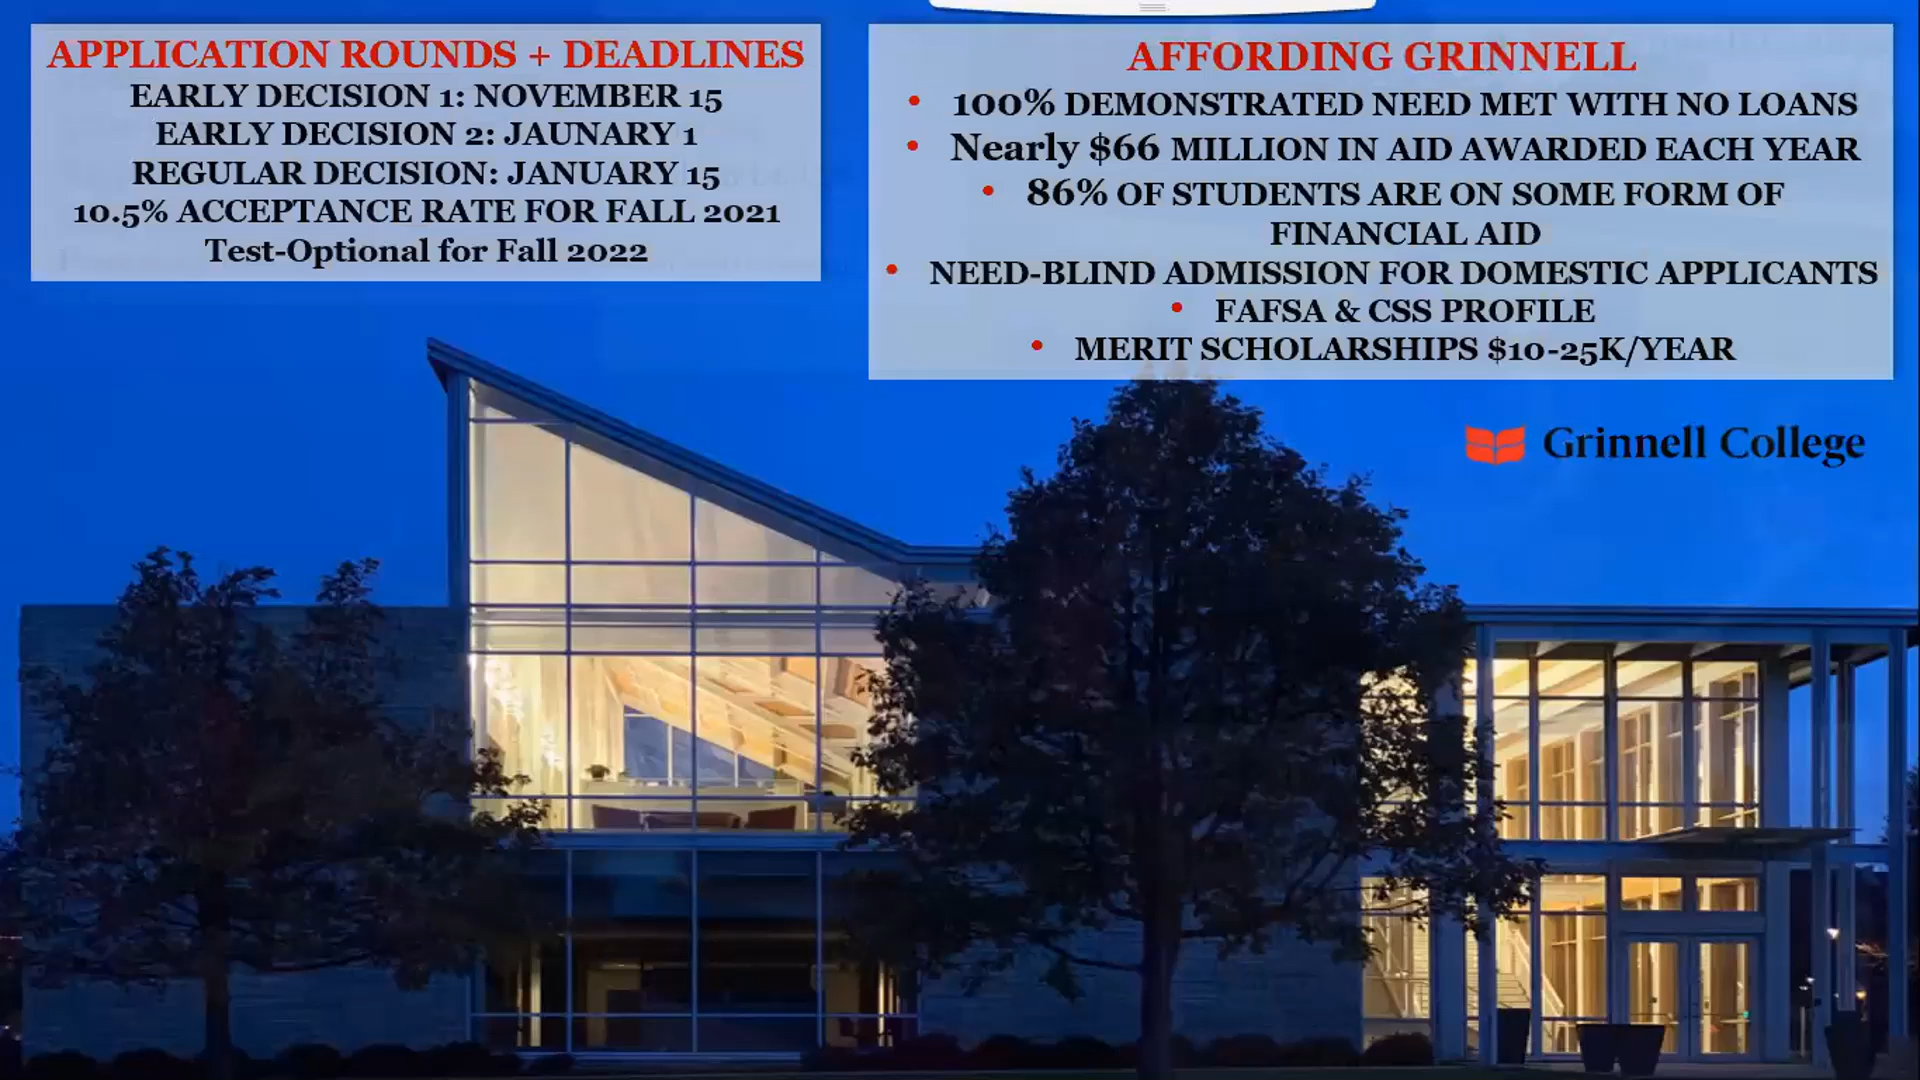 APPLICATION ROUNDS + DEADLINES
EARLY DECISION 1: NOVEMBER 15
EARLY DECISION 2: JAUNARY 1
REGULAR DECISION: JANUARY 15
10.5% ACCEPTANCE RATE FOR FALL 2021
Test-Optional for Fall 2022
AFFORDING GRINNELL
• 100% DEMONSTRATED NEED MET WITH NO LOANS
• Nearly $66 MILLION IN AID AWARDED EACH YEAR
• 86% OF STUDENTS ARE ON SOME FORM OF
FINANCIAL AID
• NEED-BLIND ADMISSION FOR DOMESTIC APPLICANTS
• FAFSA & CSS PROFILE
• MERIT SCHOLARSHIPS $10-25K/YEAR
Grinnell College